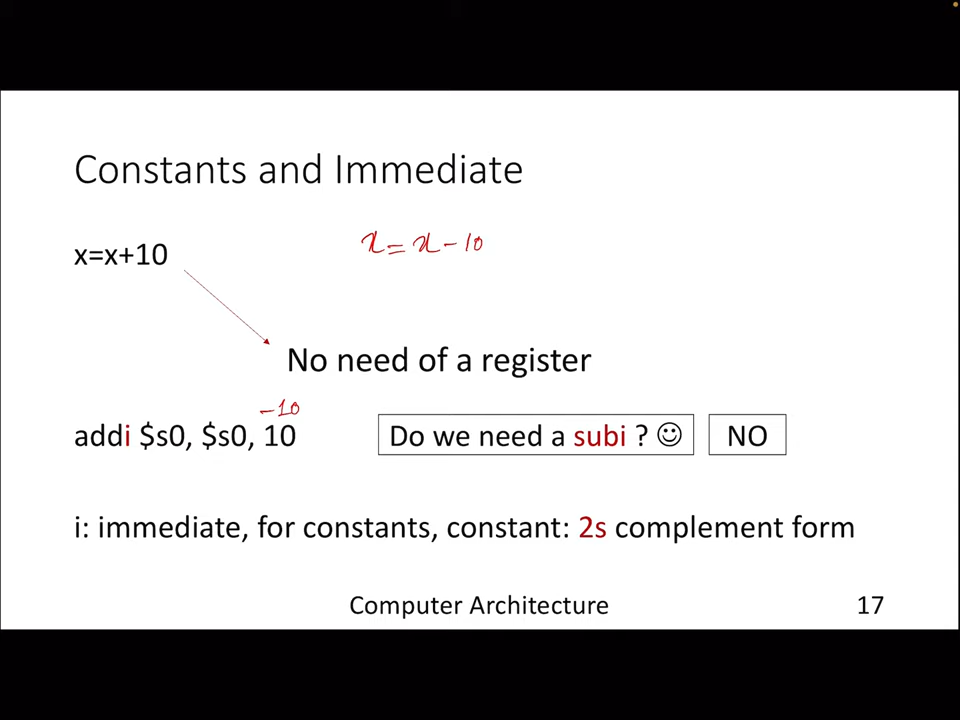 Constants and Immediate
x=x+10
x=x-10
No need of a register
-10
addi $s0, $s0, 10
Do we need a subi ? ☺
NO
i: immediate, for constants, constant: 2s complement form
Computer Architecture
17